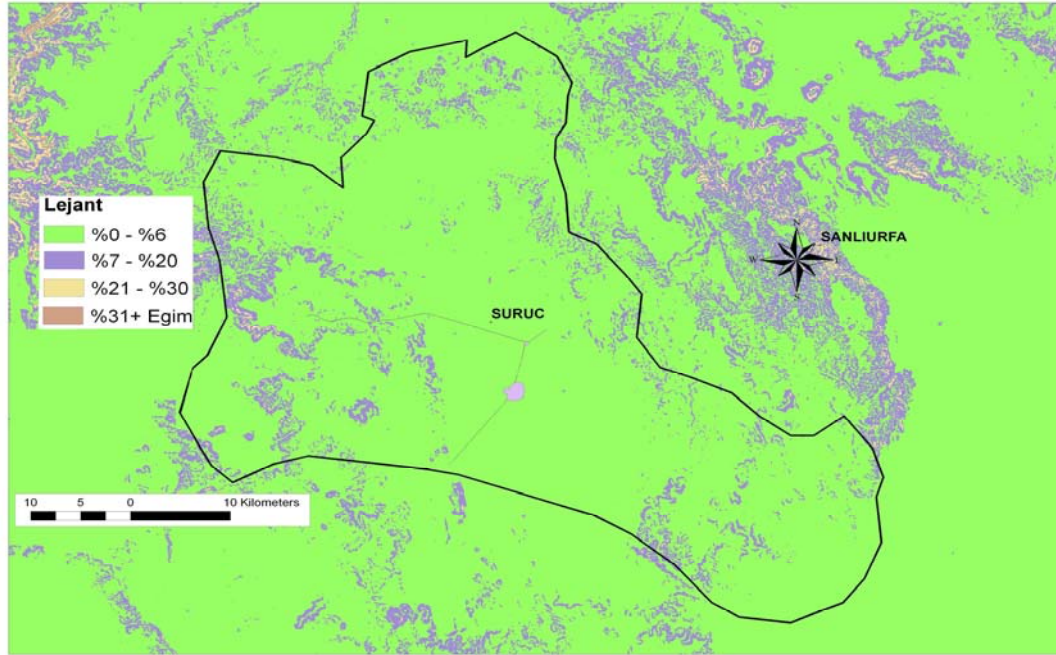 Lejant
%0 - %6
%7 - %20
%21 - %30
%31+ Egim
SURUC
SANLIURFA
N
W
S
10 5 0 10 Kilometers